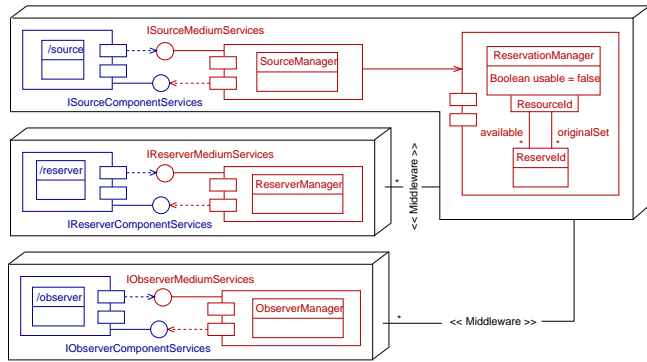 ISourceMediumServices
/source
SourceManager
ISourceComponentServices
ReservationManager
Boolean usable = false
ResourceId
available
originalSet
* *
ReserveId
IReserverMediumServices
/reserver
ReserverManager
IReserverComponentServices
*
<< Middleware >>
IObserverMediumServices
/observer
ObserverManager
IObserverComponentServices
*
<< Middleware >>